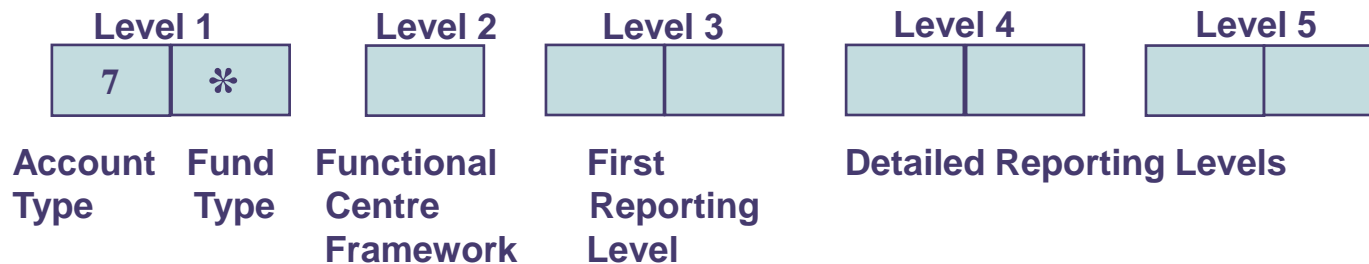 Level 1 Level 2 Level 3 Level 4 Level 5
7 *
Account Fund Functional First Detailed Reporting Levels
Type Type Centre Reporting
Framework Level